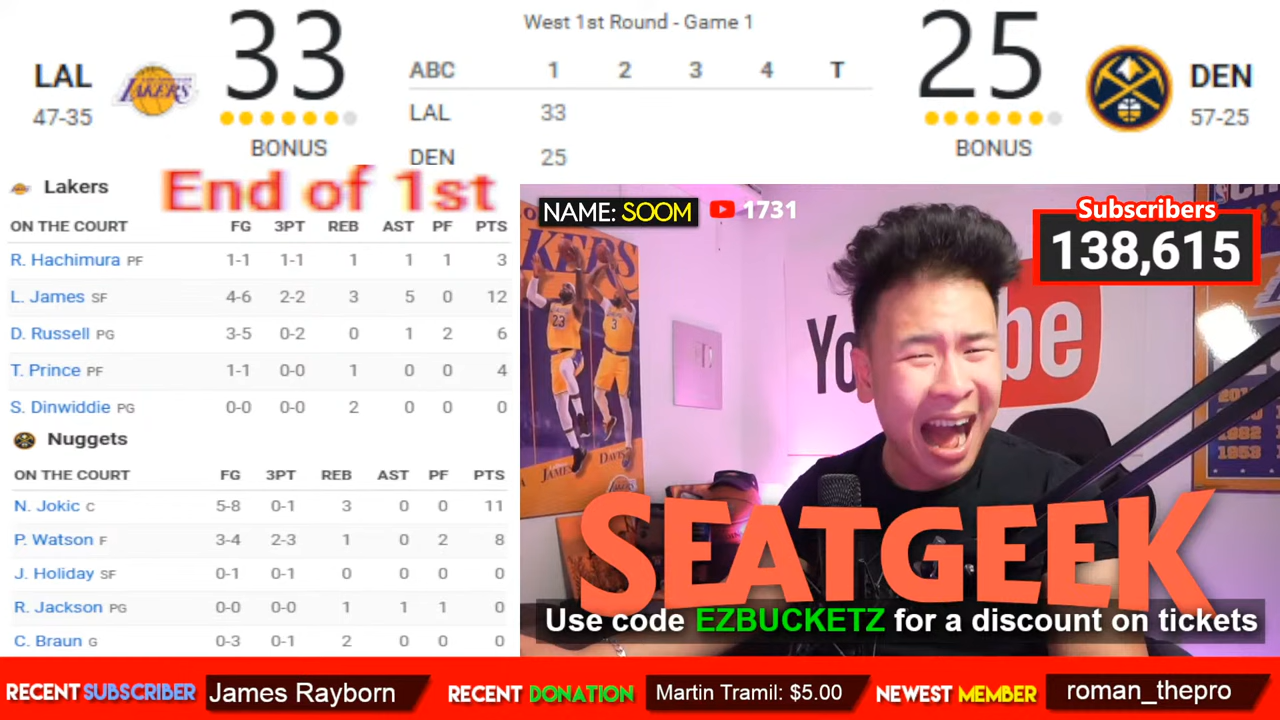 West 1st Round - Game 1
LAL
LAKERS
47-35
33
BONUS
ABC 1 2 3 4 T
LAL 33
DEN 25
25
BONUS
DEN
57-25
End of 1st
Lakers
ON THE COURT FG 3PT REB AST PF PTS
R. Hachimura PF 1-1 1-1 1 1 1 3
L. James SF 4-6 2-2 3 5 0 12
D. Russell PG 3-5 0-2 0 1 2 6
T. Prince PF 1-1 0-0 1 0 0 4
S. Dinwiddie PG 0-0 0-0 2 0 0 0
Nuggets
ON THE COURT FG 3PT REB AST PF PTS
N. Jokic C 5-8 0-1 3 0 0 11
P. Watson F 3-4 2-3 1 0 2 8
J. Holiday SF 0-1 0-1 0 0 0 0
R. Jackson PG 0-0 0-0 1 1 1 0
C. Braun G 0-3 0-1 2 0 0 0
NAME: SOOM 1731
Subscribers
138,615
KERS
23
3
JAMES DAVIS
LAKERS
YouTube
SEATGEEK
Use code EZBUCKETZ for a discount on tickets
RECENT SUBSCRIBER James Rayborn RECENT DONATION Martin Tramil: $5.00 NEWEST MEMBER roman_thepro